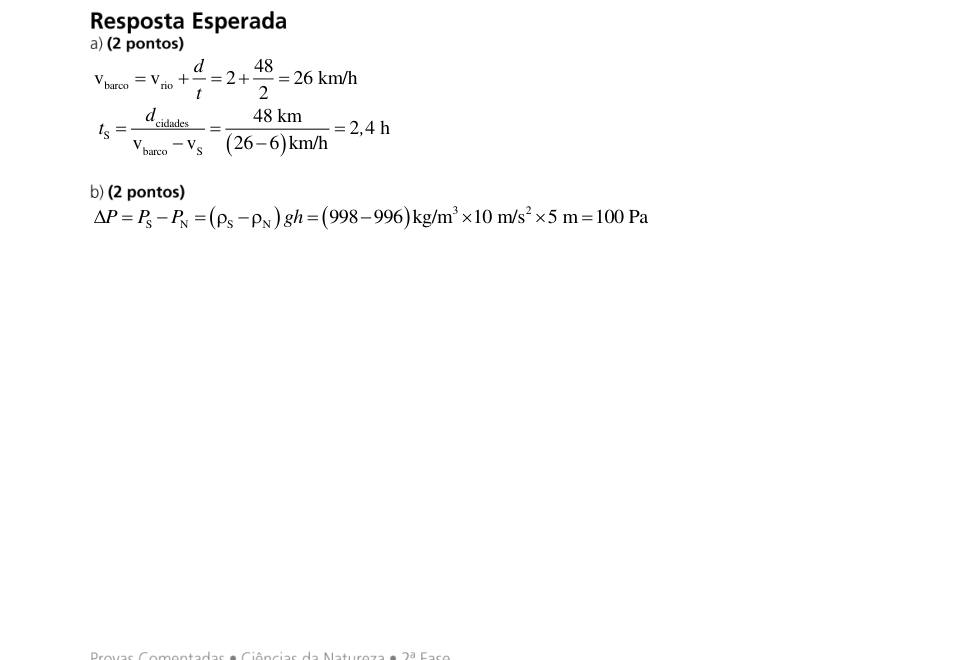 Resposta Esperada
a) (2 pontos)
v_barco = v_rio + d/t = 2 + 48/2 = 26 km/h
t_S = d_cidades/(v_barco − v_S) = 48 km/((26−6)km/h) = 2,4 h
b) (2 pontos)
ΔP = P_S − P_N = (ρ_S − ρ_N) gh = (998−996)kg/m³ ×10 m/s² ×5 m = 100 Pa
Provas Comentadas • Ciências da Natureza • 2ª Fase